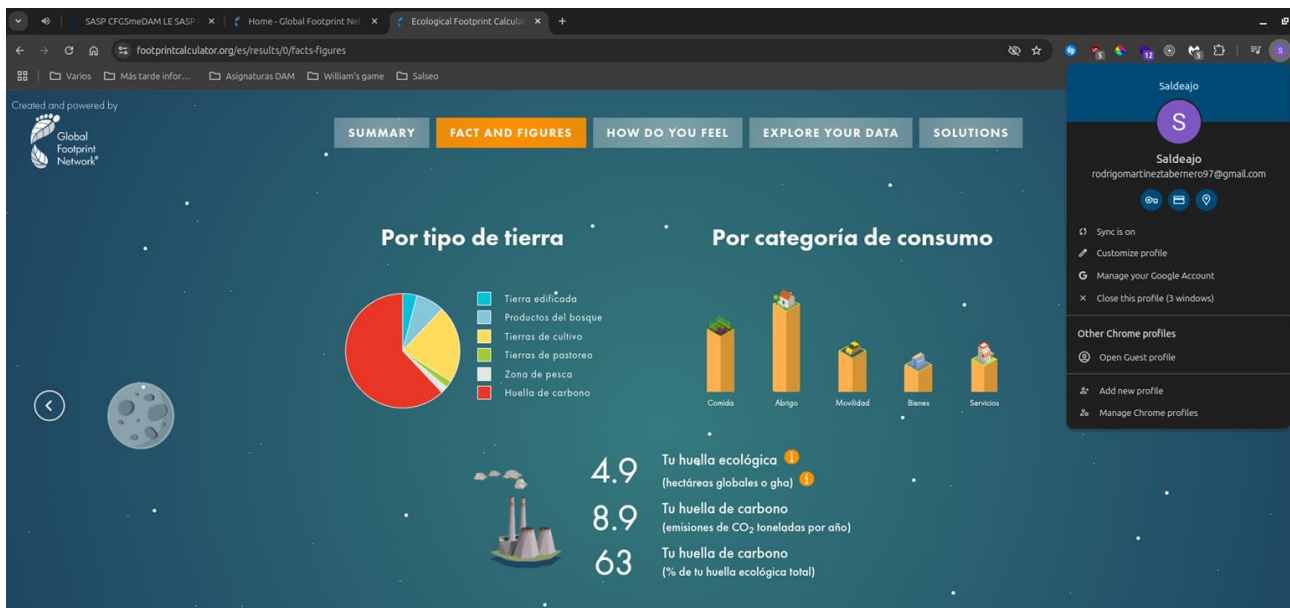 SASP CFGSmeDAM LE SASP
Home - Global Footprint Net
Ecological Footprint Calculat
footprintcalculator.org/es/results/0/facts-figures
Varios
Más tarde infor...
Asignaturas DAM
William's game
Salseo
Created and powered by
Global
Footprint
Network®
SUMMARY
FACT AND FIGURES
HOW DO YOU FEEL
EXPLORE YOUR DATA
SOLUTIONS
Por tipo de tierra
Tierra edificada
Productos del bosque
Tierras de cultivo
Tierras de pastoreo
Zona de pesca
Huella de carbono
Por categoría de consumo
Comida
Abrigo
Movilidad
Bienes
Servicios
4.9 Tu huella ecológica
(hectáreas globales o gha)
8.9 Tu huella de carbono
(emisiones de CO₂ toneladas por año)
63 Tu huella de carbono
(% de tu huella ecológica total)
12
S
Saldeajo
S
Saldeajo
rodrigomartineztabernero97@gmail.com
Sync is on
Customize profile
Manage your Google Account
Close this profile (3 windows)
Other Chrome profiles
Open Guest profile
Add new profile
Manage Chrome profiles